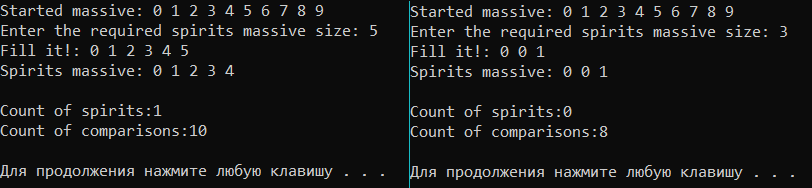 Started massive: 0 1 2 3 4 5 6 7 8 9
Enter the required spirits massive size: 5
Fill it!: 0 1 2 3 4 5
Spirits massive: 0 1 2 3 4
Count of spirits:1
Count of comparisons:10
Для продолжения нажмите любую клавишу . . .
Started massive: 0 1 2 3 4 5 6 7 8 9
Enter the required spirits massive size: 3
Fill it!: 0 0 1
Spirits massive: 0 0 1
Count of spirits:0
Count of comparisons:8
Для продолжения нажмите любую клавишу . . .